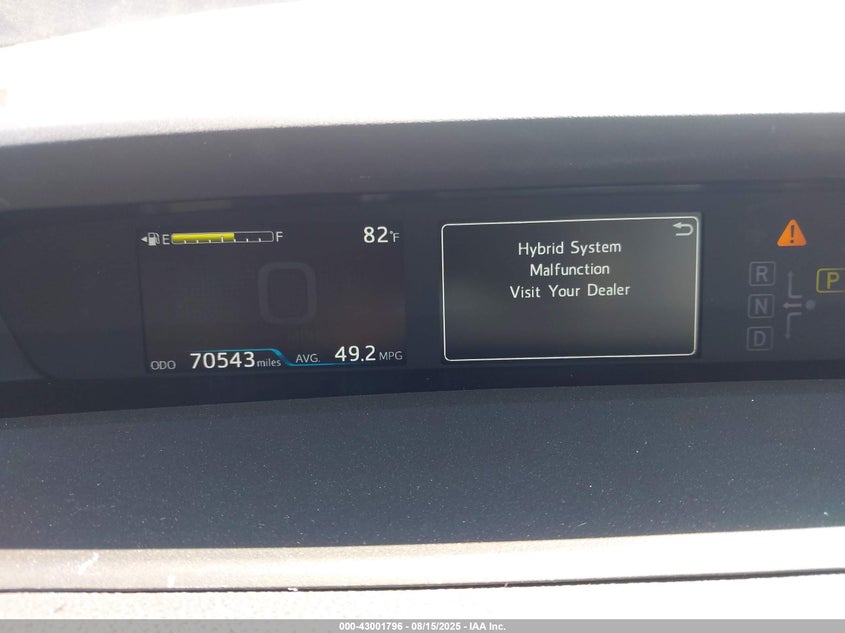 E F 82°F
ODO 70543 miles AVG. 49.2 MPG
Hybrid System
Malfunction
Visit Your Dealer
!
R
P
N
D
000-43001796 - 08/15/2025 - IAA Inc.